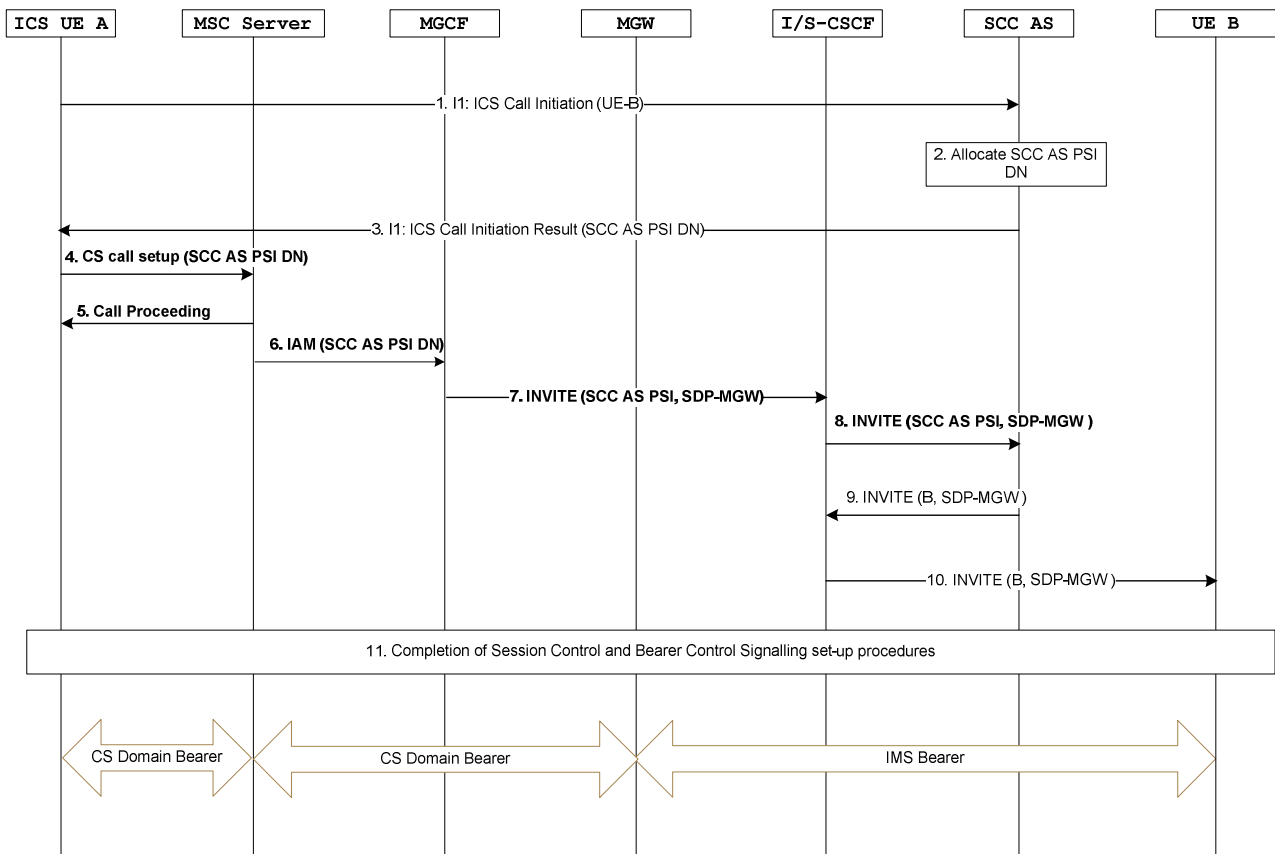 ICS UE A
MSC Server
MGCF
MGW
I/S-CSCF
SCC AS
UE B
1. I1: ICS Call Initiation (UE-B)
2. Allocate SCC AS PSI
DN
3. I1: ICS Call Initiation Result (SCC AS PSI DN)
4. CS call setup (SCC AS PSI DN)
5. Call Proceeding
6. IAM (SCC AS PSI DN)
7. INVITE (SCC AS PSI, SDP-MGW)
8. INVITE (SCC AS PSI, SDP-MGW )
9. INVITE (B, SDP-MGW )
10. INVITE (B, SDP-MGW)
11. Completion of Session Control and Bearer Control Signalling set-up procedures
CS Domain Bearer
CS Domain Bearer
IMS Bearer